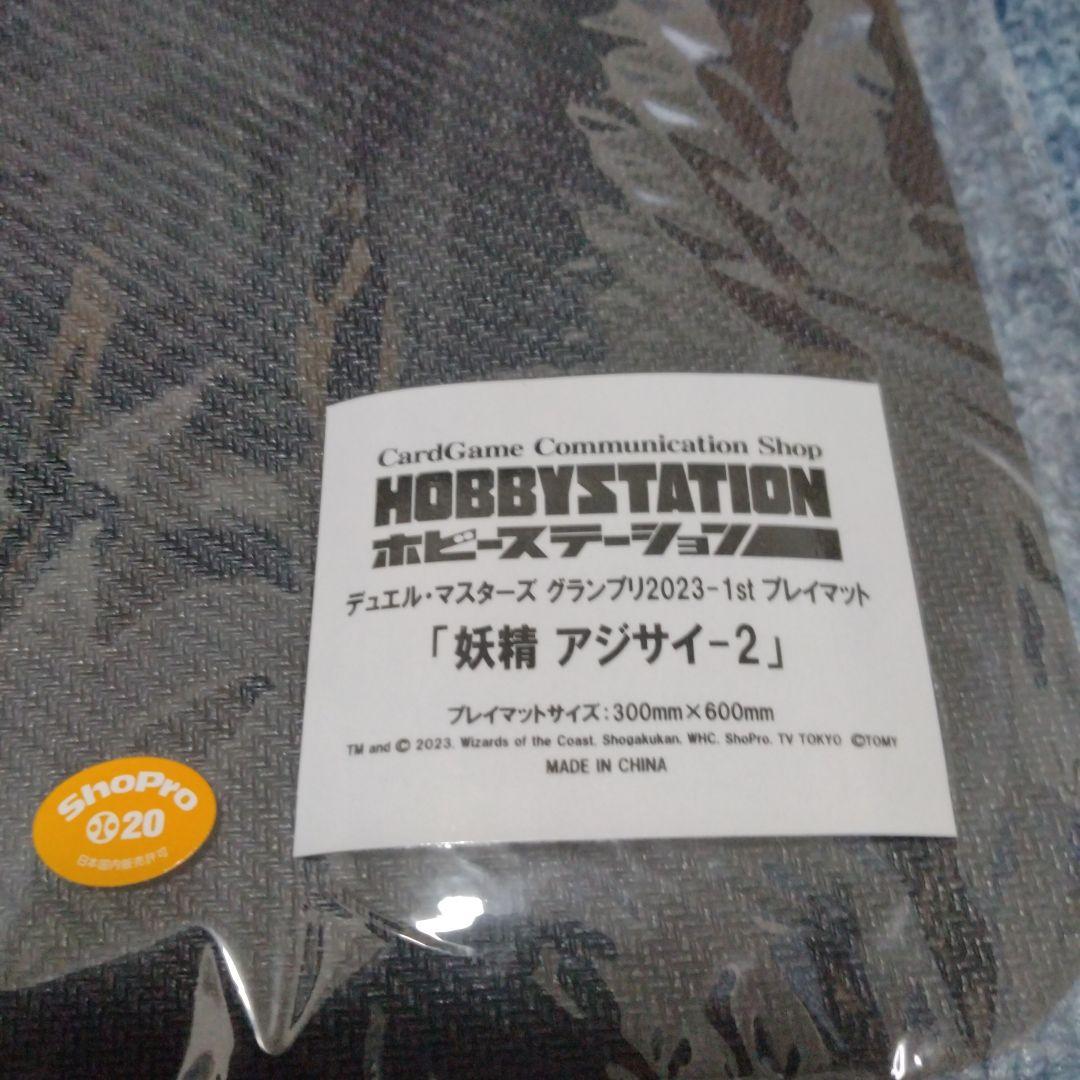 CardGame Communication Shop
HOBBYSTATION
ホビーステーション
デュエル・マスターズ グランプリ2023-1st プレイマット
「妖精 アジサイ-2」
プレイマットサイズ:300mm×600mm
TM and © 2023, Wizards of the Coast, Shogakukan, WHC, ShoPro, TV TOKYO ©TOMY
MADE IN CHINA
ShoPro
20
日本国内販売許可